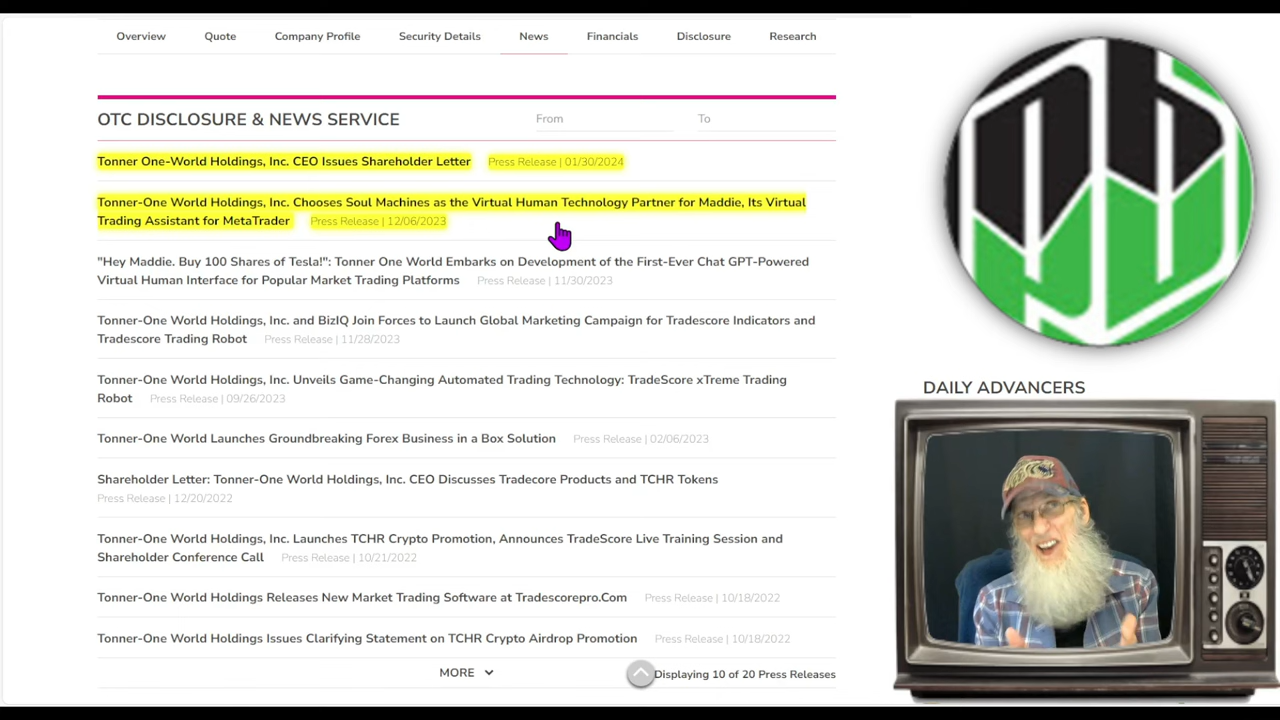 Overview Quote Company Profile Security Details News Financials Disclosure Research
OTC DISCLOSURE & NEWS SERVICE From To
Tonner One-World Holdings, Inc. CEO Issues Shareholder Letter Press Release | 01/30/2024
Tonner-One World Holdings, Inc. Chooses Soul Machines as the Virtual Human Technology Partner for Maddie, Its Virtual
Trading Assistant for MetaTrader Press Release | 12/06/2023
"Hey Maddie. Buy 100 Shares of Tesla!": Tonner One World Embarks on Development of the First-Ever Chat GPT-Powered
Virtual Human Interface for Popular Market Trading Platforms Press Release | 11/30/2023
Tonner-One World Holdings, Inc. and BizIQ Join Forces to Launch Global Marketing Campaign for Tradescore Indicators and
Tradescore Trading Robot Press Release | 11/28/2023
Tonner-One World Holdings, Inc. Unveils Game-Changing Automated Trading Technology: TradeScore xTreme Trading
Robot Press Release | 09/26/2023
Tonner-One World Launches Groundbreaking Forex Business in a Box Solution Press Release | 02/06/2023
Shareholder Letter: Tonner-One World Holdings, Inc. CEO Discusses Tradecore Products and TCHR Tokens
Press Release | 12/20/2022
Tonner-One World Holdings, Inc. Launches TCHR Crypto Promotion, Announces TradeScore Live Training Session and
Shareholder Conference Call Press Release | 10/21/2022
Tonner-One World Holdings Releases New Market Trading Software at Tradescorepro.Com Press Release | 10/18/2022
Tonner-One World Holdings Issues Clarifying Statement on TCHR Crypto Airdrop Promotion Press Release | 10/18/2022
MORE Displaying 10 of 20 Press Releases
DAILY ADVANCERS